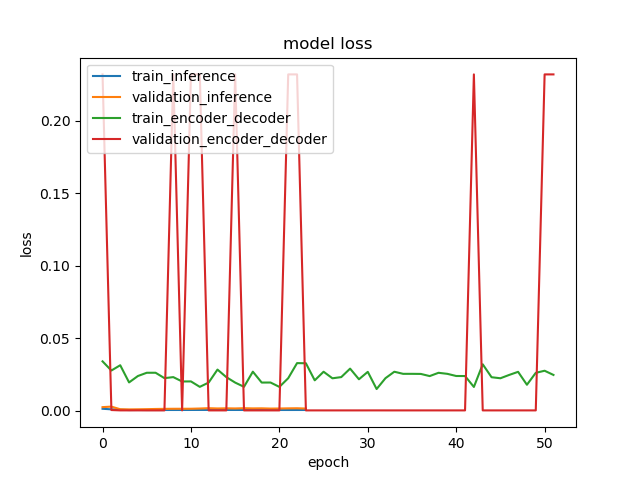 model loss
train_inference
validation_inference
train_encoder_decoder
validation_encoder_decoder
0.20
0.15
0.10
0.05
0.00
loss
0 10 20 30 40 50
epoch